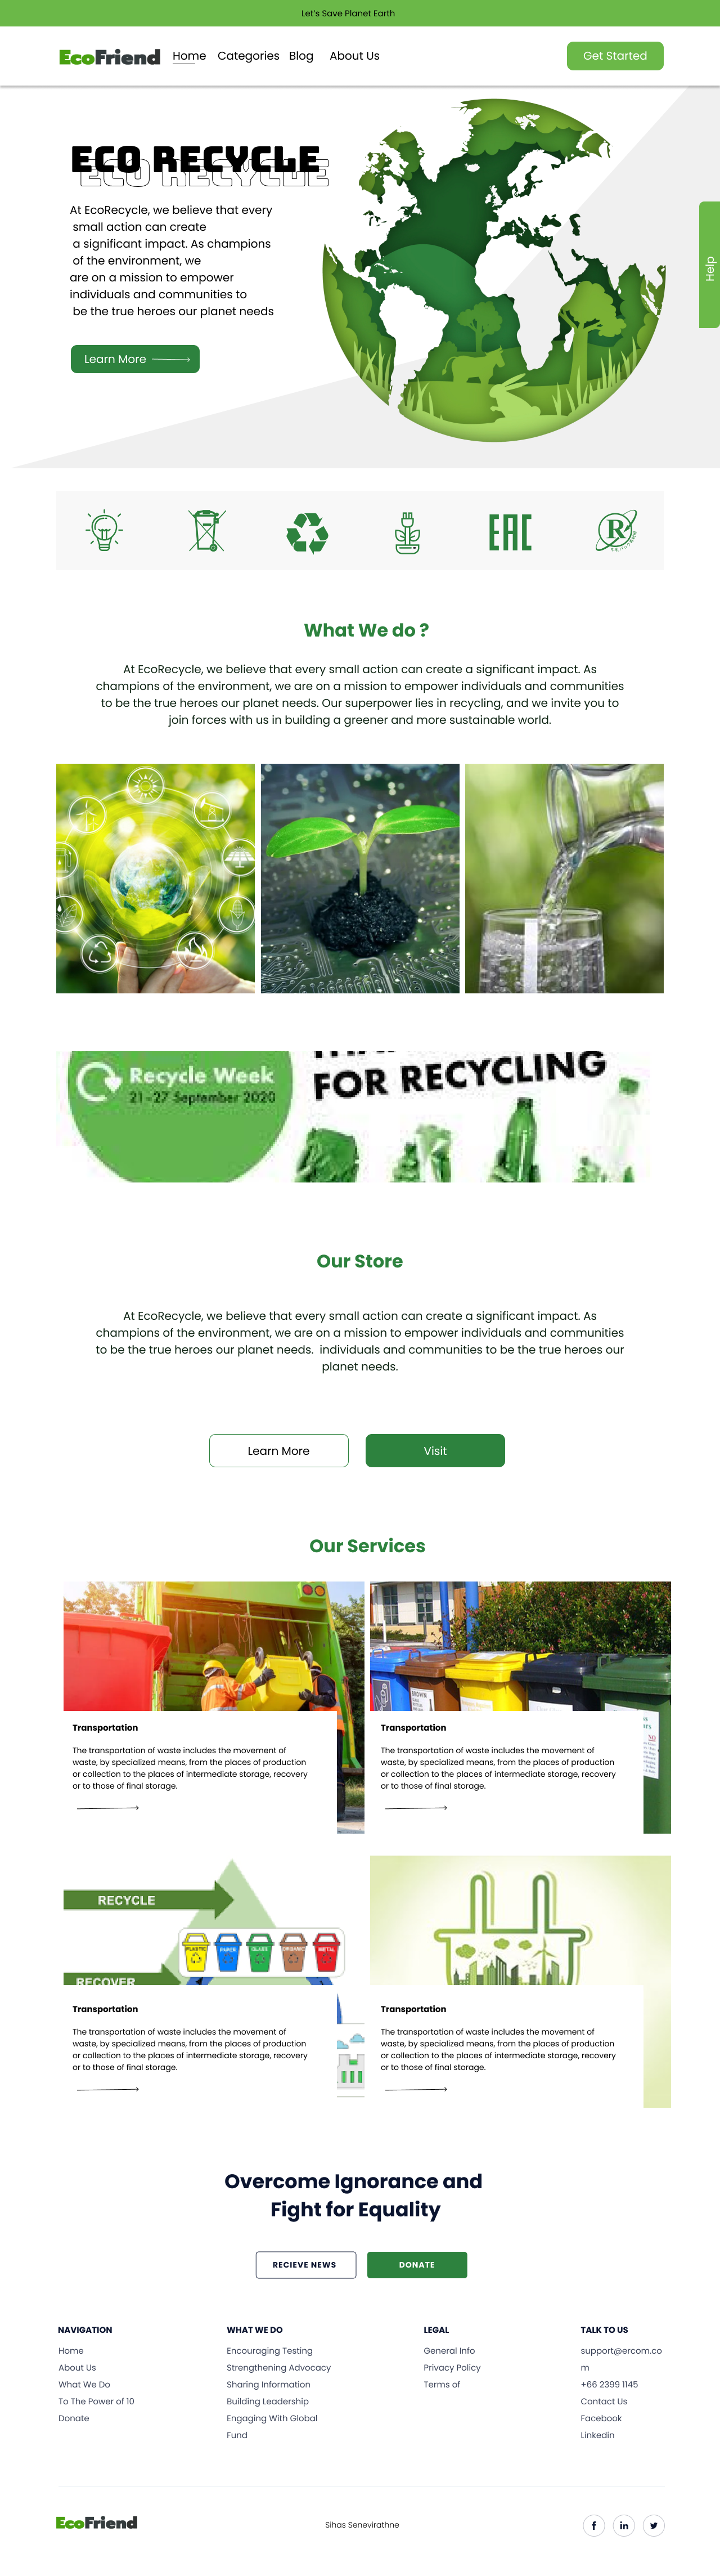 Let's Save Planet Earth
EcoFriend
Home Categories Blog About Us
Get Started
ECO RECYCLE
ECO RECYCLE
At EcoRecycle, we believe that every
small action can create
a significant impact. As champions
of the environment, we
are on a mission to empower
individuals and communities to
be the true heroes our planet needs
Learn More
Help
EAC
R
What We do ?
At EcoRecycle, we believe that every small action can create a significant impact. As
champions of the environment, we are on a mission to empower individuals and communities
to be the true heroes our planet needs. Our superpower lies in recycling, and we invite you to
join forces with us in building a greener and more sustainable world.
Recycle Week
21-27 September 2020
FOR RECYCLING
Our Store
At EcoRecycle, we believe that every small action can create a significant impact. As
champions of the environment, we are on a mission to empower individuals and communities
to be the true heroes our planet needs.  individuals and communities to be the true heroes our
planet needs.
Learn More
Visit
Our Services
BROWN
NO
Transportation
The transportation of waste includes the movement of
waste, by specialized means, from the places of production
or collection to the places of intermediate storage, recovery
or to those of final storage.
Transportation
The transportation of waste includes the movement of
waste, by specialized means, from the places of production
or collection to the places of intermediate storage, recovery
or to those of final storage.
RECYCLE
PLASTIC PAPER GLASS ORGANIC METAL
RECOVER
Transportation
The transportation of waste includes the movement of
waste, by specialized means, from the places of production
or collection to the places of intermediate storage, recovery
or to those of final storage.
Transportation
The transportation of waste includes the movement of
waste, by specialized means, from the places of production
or collection to the places of intermediate storage, recovery
or to those of final storage.
Overcome Ignorance and
Fight for Equality
RECIEVE NEWS
DONATE
NAVIGATION
Home
About Us
What We Do
To The Power of 10
Donate
WHAT WE DO
Encouraging Testing
Strengthening Advocacy
Sharing Information
Building Leadership
Engaging With Global
Fund
LEGAL
General Info
Privacy Policy
Terms of
TALK TO US
support@ercom.co
m
+66 2399 1145
Contact Us
Facebook
Linkedin
EcoFriend
Sihas Senevirathne